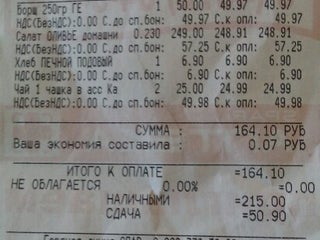 Борщ 250гр ГЕ 1 50.00 49.97 49.97
НДС(БезНДС):0.00 С.до сп.бон: 49.97 С.к опл: 49.97
Салат ОЛИВЬЕ домашни 0.230 249.00 248.91 248.91
НДС(БезНДС):0.00 С.до сп.бон: 57.25 С.к опл: 57.25
Хлеб ПЕЧНОЙ ПОДОВЫЙ 1 6.90 6.90 6.90
НДС(БезНДС):0.00 С.до сп.бон: 6.90 С.к опл: 6.90
Чай 1 чашка в асс Ка 2 25.00 24.99 24.99
НДС(БезНДС):0.00 С.до сп.бон: 49.98 С.к опл: 49.98
СУММА : 164.10 РУБ
Ваша экономия составила : 0.07 РУБ
ИТОГО К ОПЛАТЕ =164.10
НЕ ОБЛАГАЕТСЯ 0.00% =0.00
НАЛИЧНЫМИ =215.00
СДАЧА =50.90